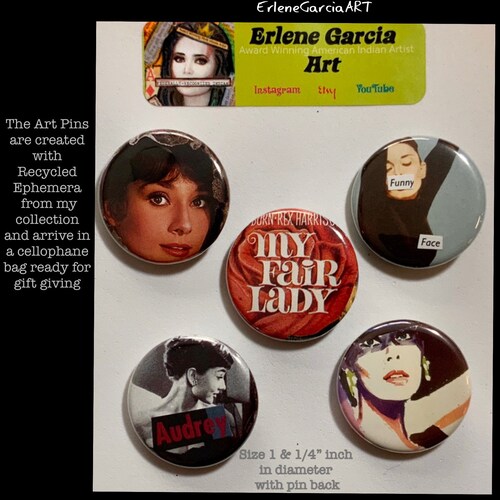 ErleneGarciaART
Erlene Garcia
Award Winning American Indian Artist
Art
Instagram Etsy YouTube
The Art Pins
are created
with
Recycled
Ephemera
from my
collection
and arrive in
a cellophane
bag ready for
gift giving
Funny
Face
MY
FAIR
LADY
Audrey
Size 1 & 1/4" inch
in diameter
with pin back